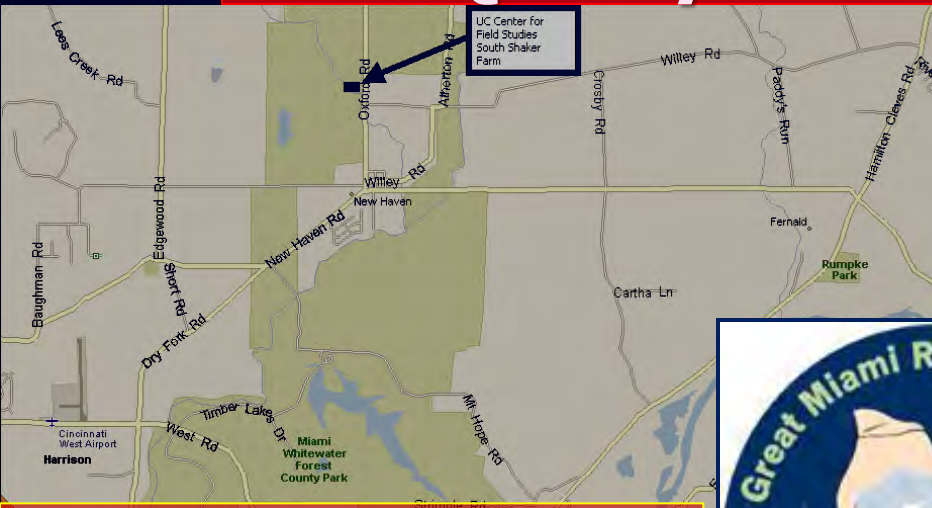 UC Center for
Field Studies
South Shaker
Farm
Lees Creek Rd
Oxford Rd
Atherton Rd
Willey Rd
Crosby Rd
Paddy's Run
Hamilton Cleves Rd
Edgewood Rd
Willey Rd
New Haven
New Haven Rd
Baughman Rd
Short Rd
Dry Fork Rd
Fernald
Rumpke
Park
Cartha Ln
Timber Lakes Dr
West Rd
Mt Hope Rd
Cincinnati
West Airport
Harrison
Miami
Whitewater
Forest
County Park
Great Miami R